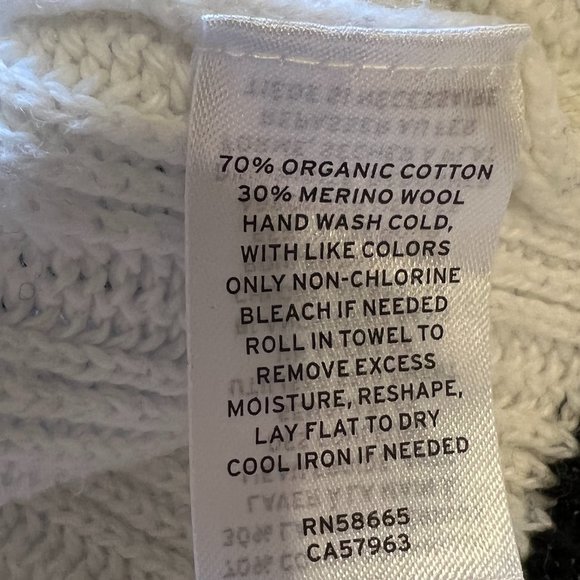 70% ORGANIC COTTON
30% MERINO WOOL
HAND WASH COLD,
WITH LIKE COLORS
ONLY NON-CHLORINE
BLEACH IF NEEDED
ROLL IN TOWEL TO
REMOVE EXCESS
MOISTURE, RESHAPE,
LAY FLAT TO DRY
COOL IRON IF NEEDED
RN58665
CA57963